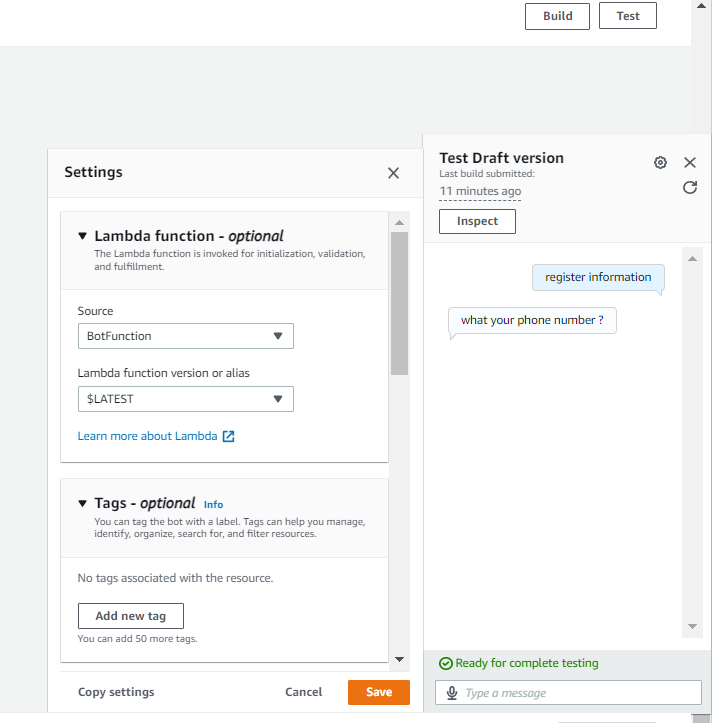 Build
Test
Settings
Lambda function - optional
The Lambda function is invoked for initialization, validation,
and fulfillment.
Source
BotFunction
Lambda function version or alias
$LATEST
Learn more about Lambda
Tags - optional Info
You can tag the bot with a label. Tags can help you manage,
identify, organize, search for, and filter resources.
No tags associated with the resource.
Add new tag
You can add 50 more tags.
Copy settings
Cancel
Save
Test Draft version
Last build submitted:
11 minutes ago
Inspect
register information
what your phone number ?
Ready for complete testing
Type a message